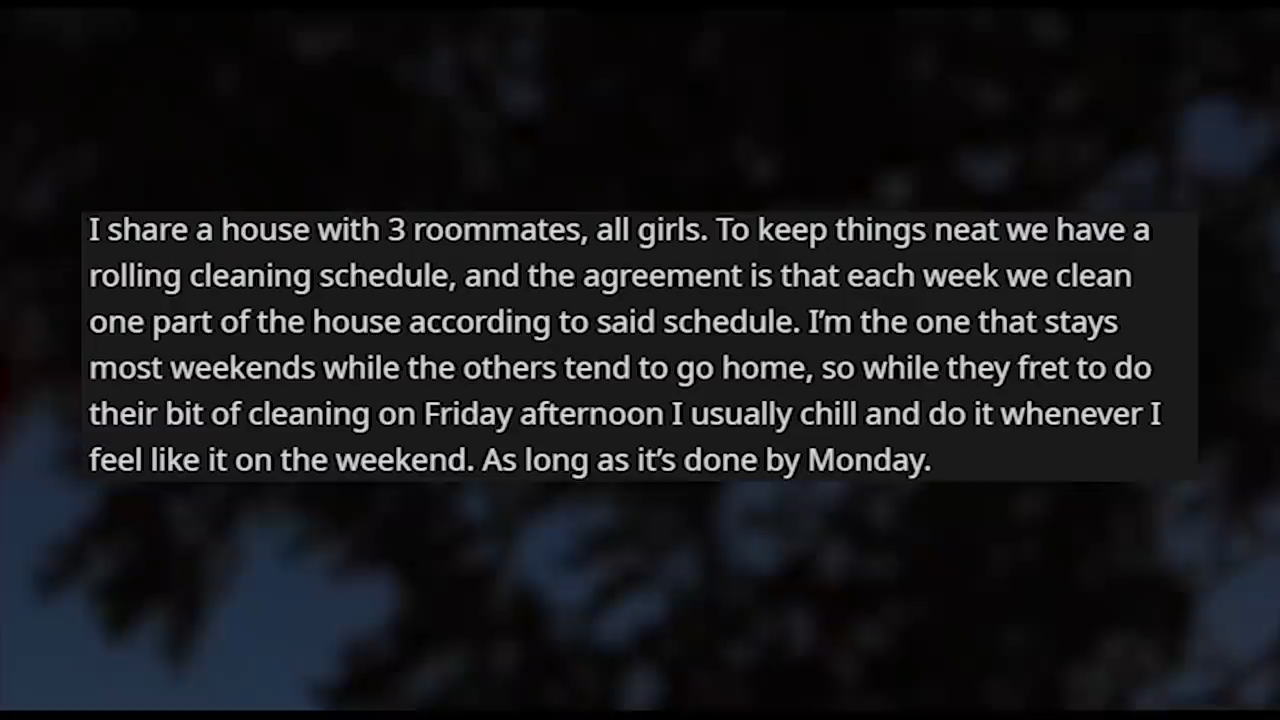 I share a house with 3 roommates, all girls. To keep things neat we have a
rolling cleaning schedule, and the agreement is that each week we clean
one part of the house according to said schedule. I’m the one that stays
most weekends while the others tend to go home, so while they fret to do
their bit of cleaning on Friday afternoon I usually chill and do it whenever I
feel like it on the weekend. As long as it’s done by Monday.